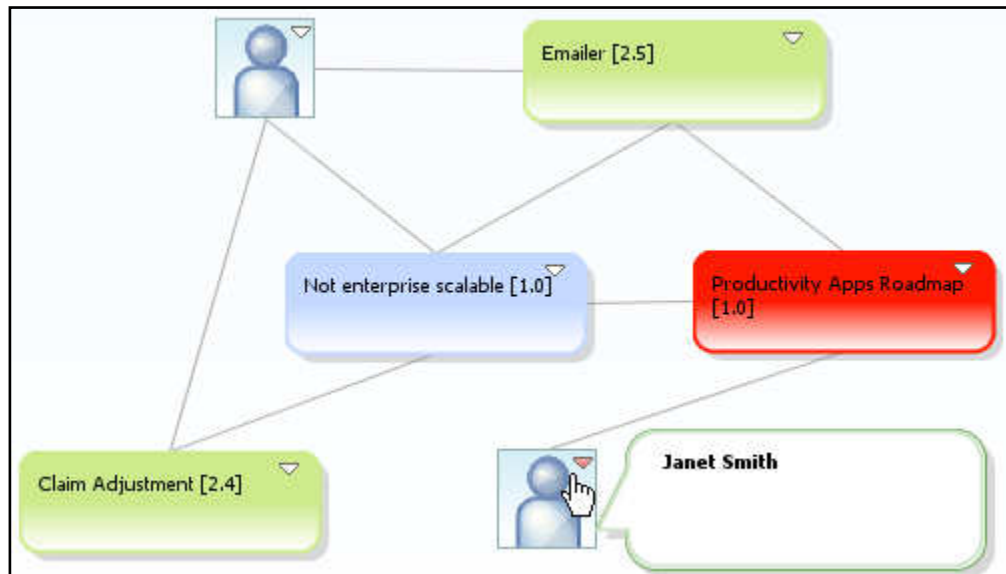 Emailer [2.5]
Not enterprise scalable [1.0]
Productivity Apps Roadmap
[1.0]
Claim Adjustment [2.4]
Janet Smith